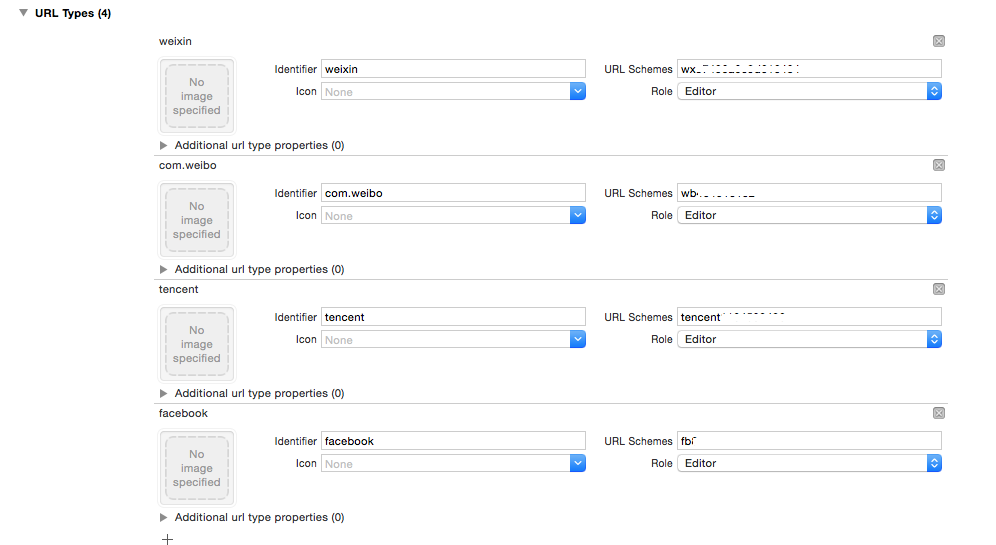 URL Types (4)
weixin
No image specified
Identifier weixin URL Schemes wx
Icon None Role Editor
Additional url type properties (0)
com.weibo
No image specified
Identifier com.weibo URL Schemes wb
Icon None Role Editor
Additional url type properties (0)
tencent
No image specified
Identifier tencent URL Schemes tencent
Icon None Role Editor
Additional url type properties (0)
facebook
No image specified
Identifier facebook URL Schemes fb
Icon None Role Editor
Additional url type properties (0)